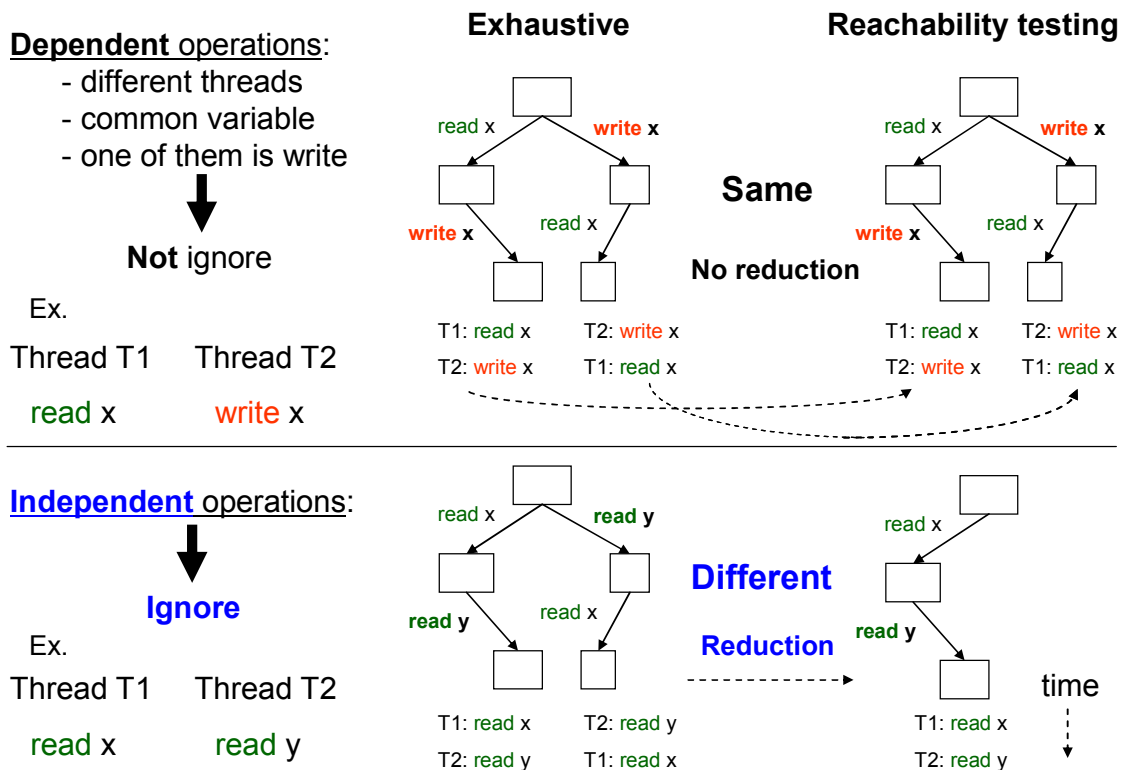 Exhaustive
Reachability testing
Dependent operations:
- different threads
- common variable
- one of them is write
Not ignore
Ex.
Thread T1 Thread T2
read x write x
read x
write x
write x
read x
T1: read x T2: write x
T2: write x T1: read x
Same
No reduction
read x
write x
write x
read x
T1: read x T2: write x
T2: write x T1: read x
Independent operations:
Ignore
Ex.
Thread T1 Thread T2
read x read y
read x
read y
read y
read x
T1: read x T2: read y
T2: read y T1: read x
Different
Reduction
read x
read y
T1: read x
T2: read y
time